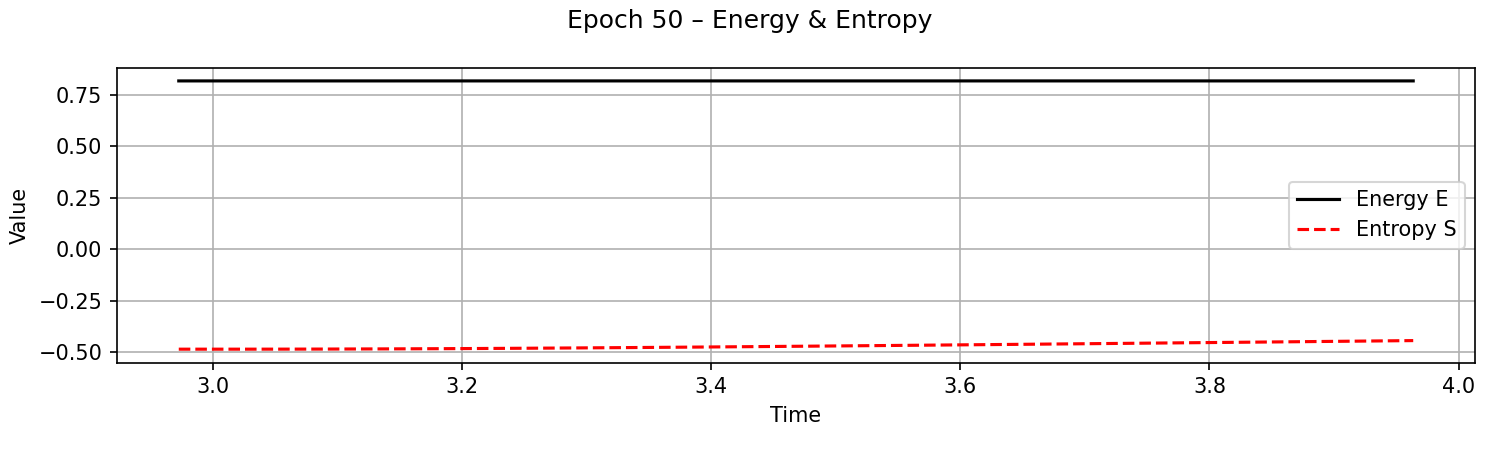 Epoch 50 – Energy & Entropy
Value
0.75
0.50
0.25
0.00
−0.25
−0.50
Energy E
Entropy S
3.0 3.2 3.4 3.6 3.8 4.0
Time